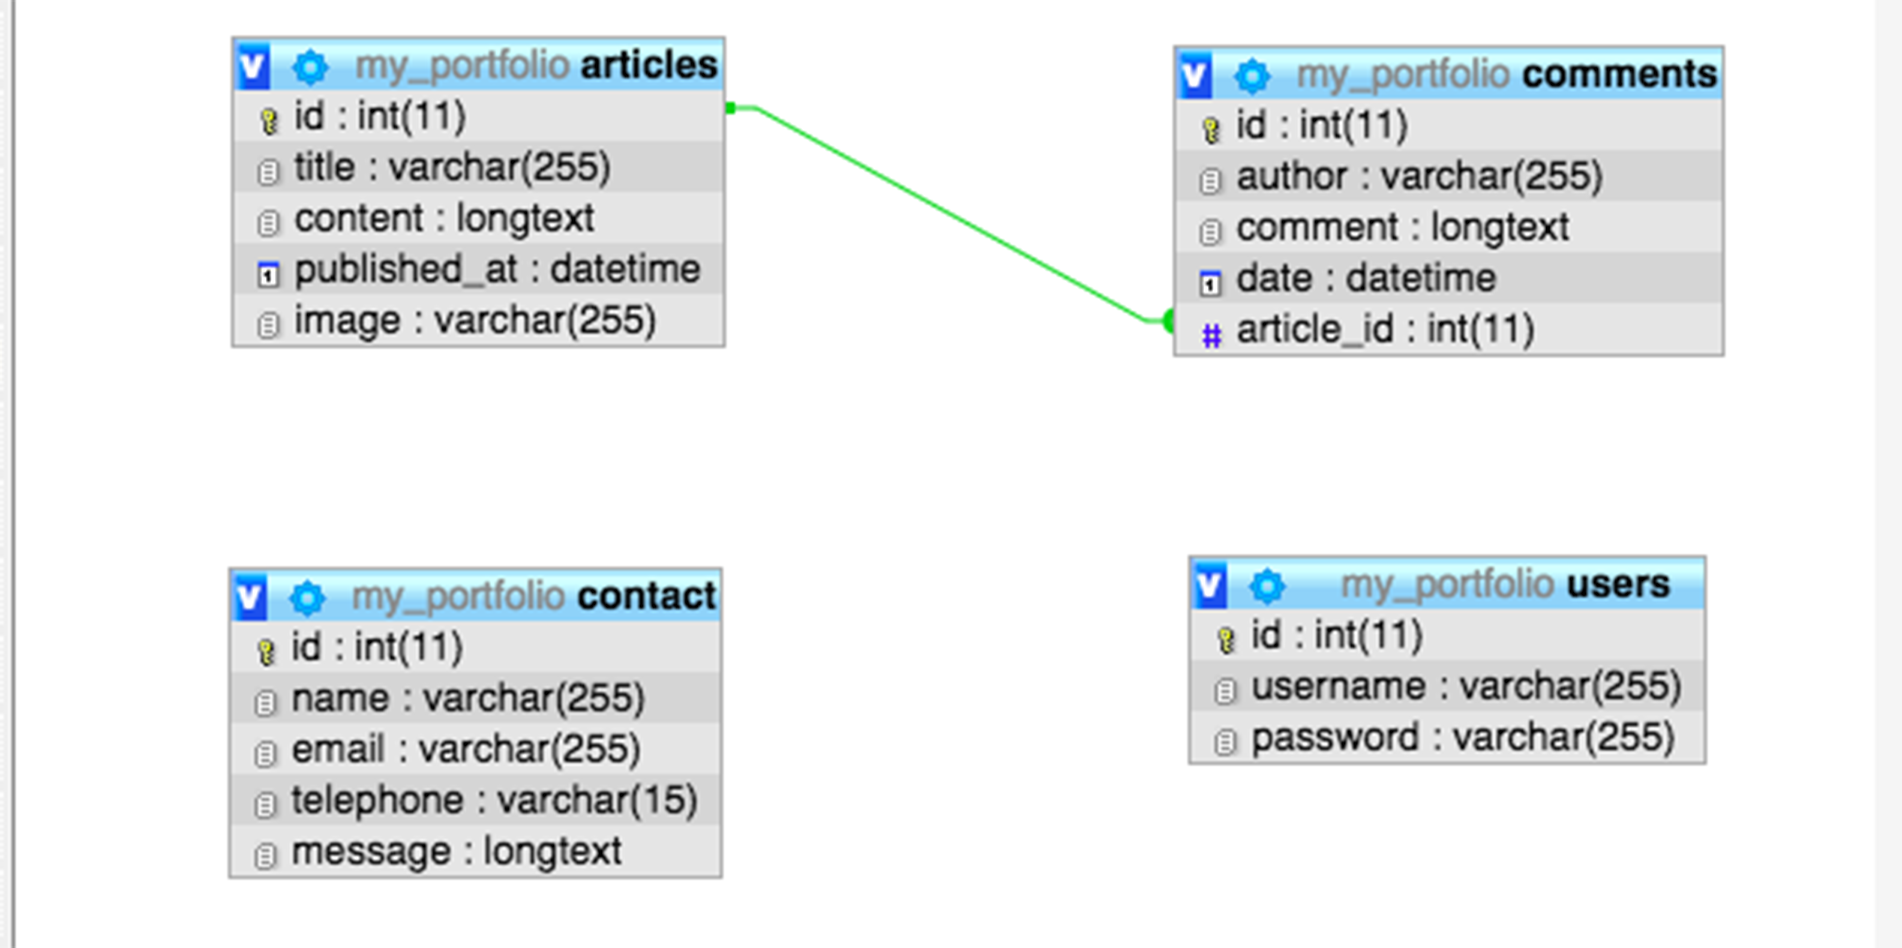 my_portfolio articles
id : int(11)
title : varchar(255)
content : longtext
published_at : datetime
image : varchar(255)
my_portfolio comments
id : int(11)
author : varchar(255)
comment : longtext
date : datetime
# article_id : int(11)
my_portfolio contact
id : int(11)
name : varchar(255)
email : varchar(255)
telephone : varchar(15)
message : longtext
my_portfolio users
id : int(11)
username : varchar(255)
password : varchar(255)